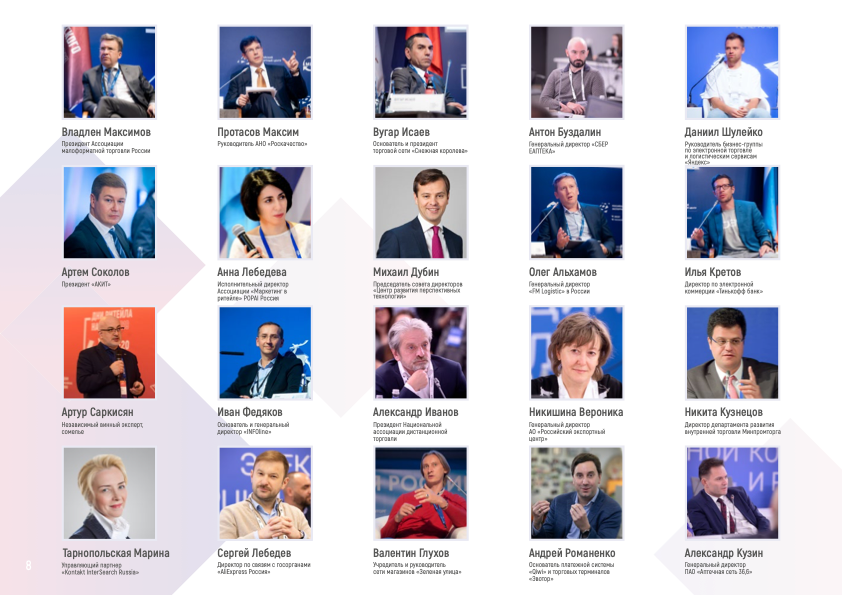 Владлен Максимов
Президент Ассоциации
малоформатной торговли России
Протасов Максим
Руководитель АНО «Роскачество»
Вугар Исаев
Основатель и президент
торговой сети «Снежная королева»
Антон Буздалин
Генеральный директор «СБЕР
ЕАПТЕКА»
Даниил Шулейко
Руководитель бизнес-группы
по электронной торговле
и логистическим сервисам
«Яндекс»
Артем Соколов
Президент «АКИТ»
Анна Лебедева
Исполнительный директор
Ассоциации «Маркетинг в
ритейле» POPAI Россия
Михаил Дубин
Председатель совета директоров
«Центр развития перспективных
технологий»
Олег Альхамов
Генеральный директор
«FM Logistic» в России
Илья Кретов
Директор по электронной
коммерции «Тинькофф банк»
Артур Саркисян
Независимый винный эксперт,
сомелье
Иван Федяков
Основатель и генеральный
директор «INFOline»
Александр Иванов
Президент Национальной
ассоциации дистанционной
торговли
Никишина Вероника
Генеральный директор
АО «Российский экспортный
центр»
Никита Кузнецов
Директор департамента развития
внутренней торговли Минпромторга
Тарнопольская Марина
Управляющий партнер
«Kontakt InterSearch Russia»
Сергей Лебедев
Директор по связям с госорганами
«AliExpress Россия»
Валентин Глухов
Учредитель и руководитель
сети магазинов «Зеленая улица»
Андрей Романенко
Основатель платежной системы
«Qiwi» и торговых терминалов
«Эвотор»
Александр Кузин
Генеральный директор
ПАО «Аптечная сеть 36,6»
8